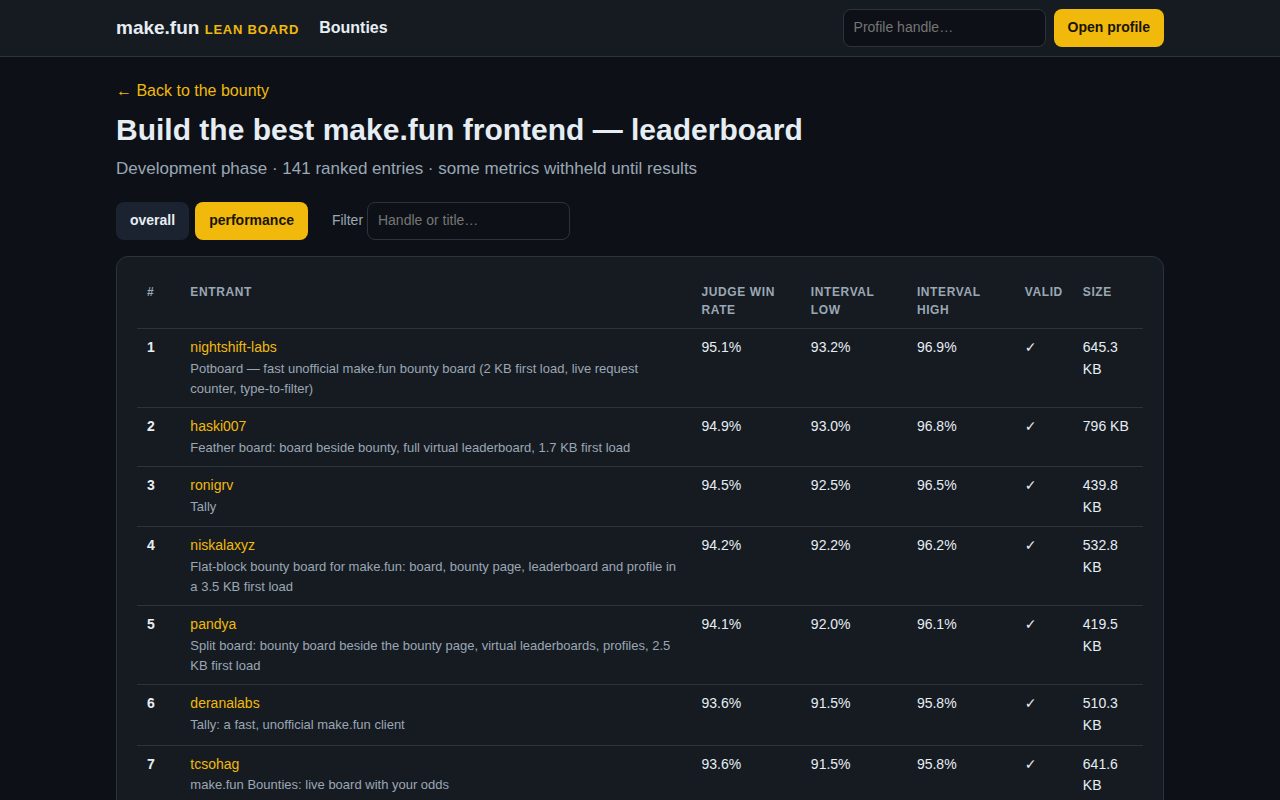 make.fun LEAN BOARD Bounties Profile handle… Open profile
← Back to the bounty
Build the best make.fun frontend — leaderboard
Development phase · 141 ranked entries · some metrics withheld until results
overall performance Filter Handle or title…
# ENTRANT JUDGE WIN RATE INTERVAL LOW INTERVAL HIGH VALID SIZE
1 nightshift-labs 95.1% 93.2% 96.9% ✓ 645.3 KB
Potboard — fast unofficial make.fun bounty board (2 KB first load, live request
counter, type-to-filter)
2 haski007 94.9% 93.0% 96.8% ✓ 796 KB
Feather board: board beside bounty, full virtual leaderboard, 1.7 KB first load
3 ronigrv 94.5% 92.5% 96.5% ✓ 439.8 KB
Tally
4 niskalaxyz 94.2% 92.2% 96.2% ✓ 532.8 KB
Flat-block bounty board for make.fun: board, bounty page, leaderboard and profile in
a 3.5 KB first load
5 pandya 94.1% 92.0% 96.1% ✓ 419.5 KB
Split board: bounty board beside the bounty page, virtual leaderboards, profiles, 2.5
KB first load
6 deranalabs 93.6% 91.5% 95.8% ✓ 510.3 KB
Tally: a fast, unofficial make.fun client
7 tcsohag 93.6% 91.5% 95.8% ✓ 641.6 KB
make.fun Bounties: live board with your odds